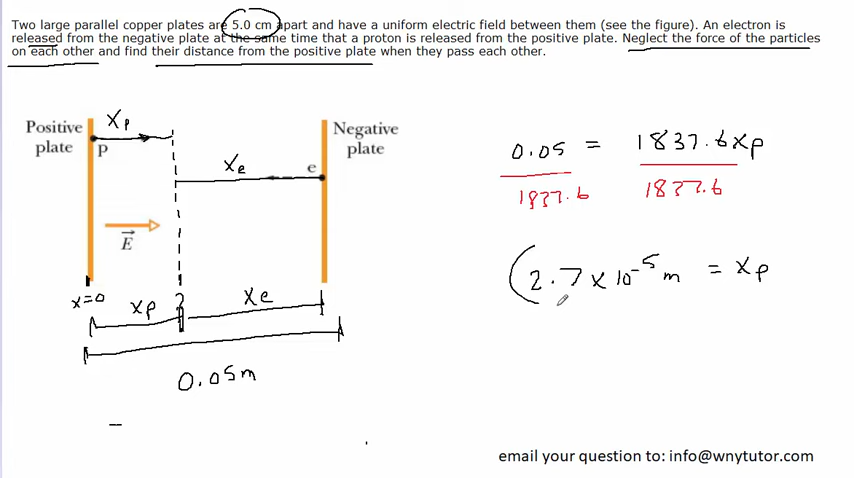 Two large parallel copper plates are 5.0 cm apart and have a uniform electric field between them (see the figure). An electron is
released from the negative plate at the same time that a proton is released from the positive plate. Neglect the force of the particles
on each other and find their distance from the positive plate when they pass each other.
Positive
plate
xp
p
xe
e
Negative
plate
E
x=0
xp
xe
0.05m
0.05 = 1837.6xp
1837.6 1837.6
(2.7 x 10-5 m = xp
email your question to: info@wnytutor.com